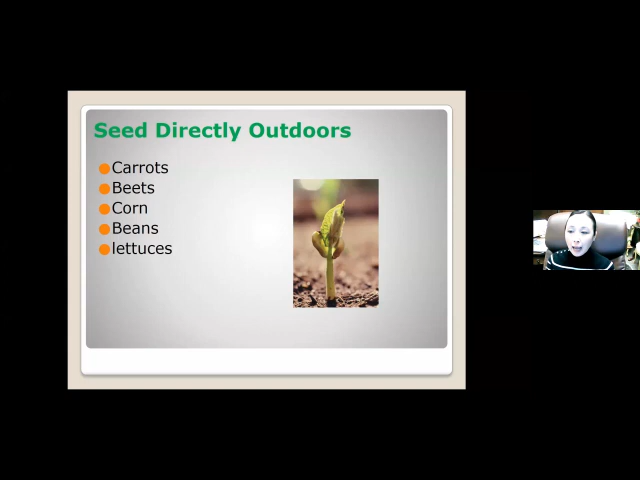 Seed Directly Outdoors
Carrots
Beets
Corn
Beans
lettuces